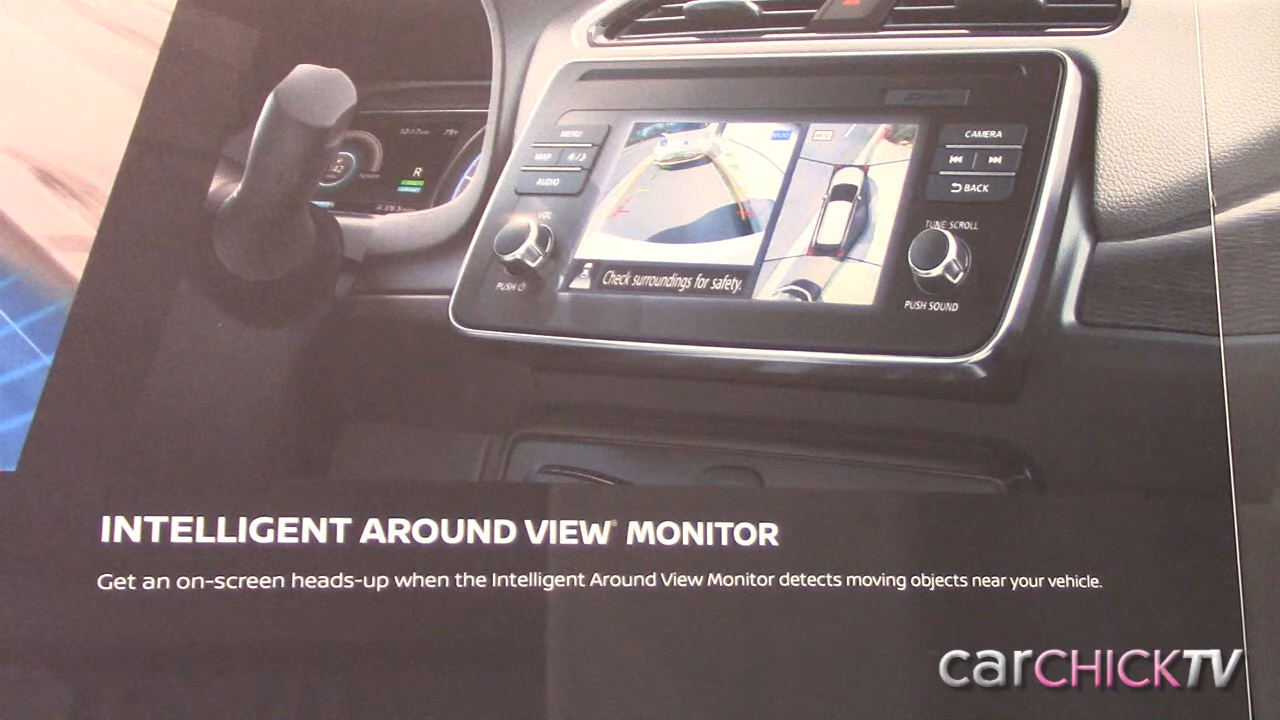 MENU
MAP
AUDIO
VOL
PUSH
R
Check surroundings for safety.
CAMERA
BACK
TUNE SCROLL
PUSH SOUND
INTELLIGENT AROUND VIEW® MONITOR
Get an on-screen heads-up when the Intelligent Around View Monitor detects moving objects near your vehicle.
carCHICKTV